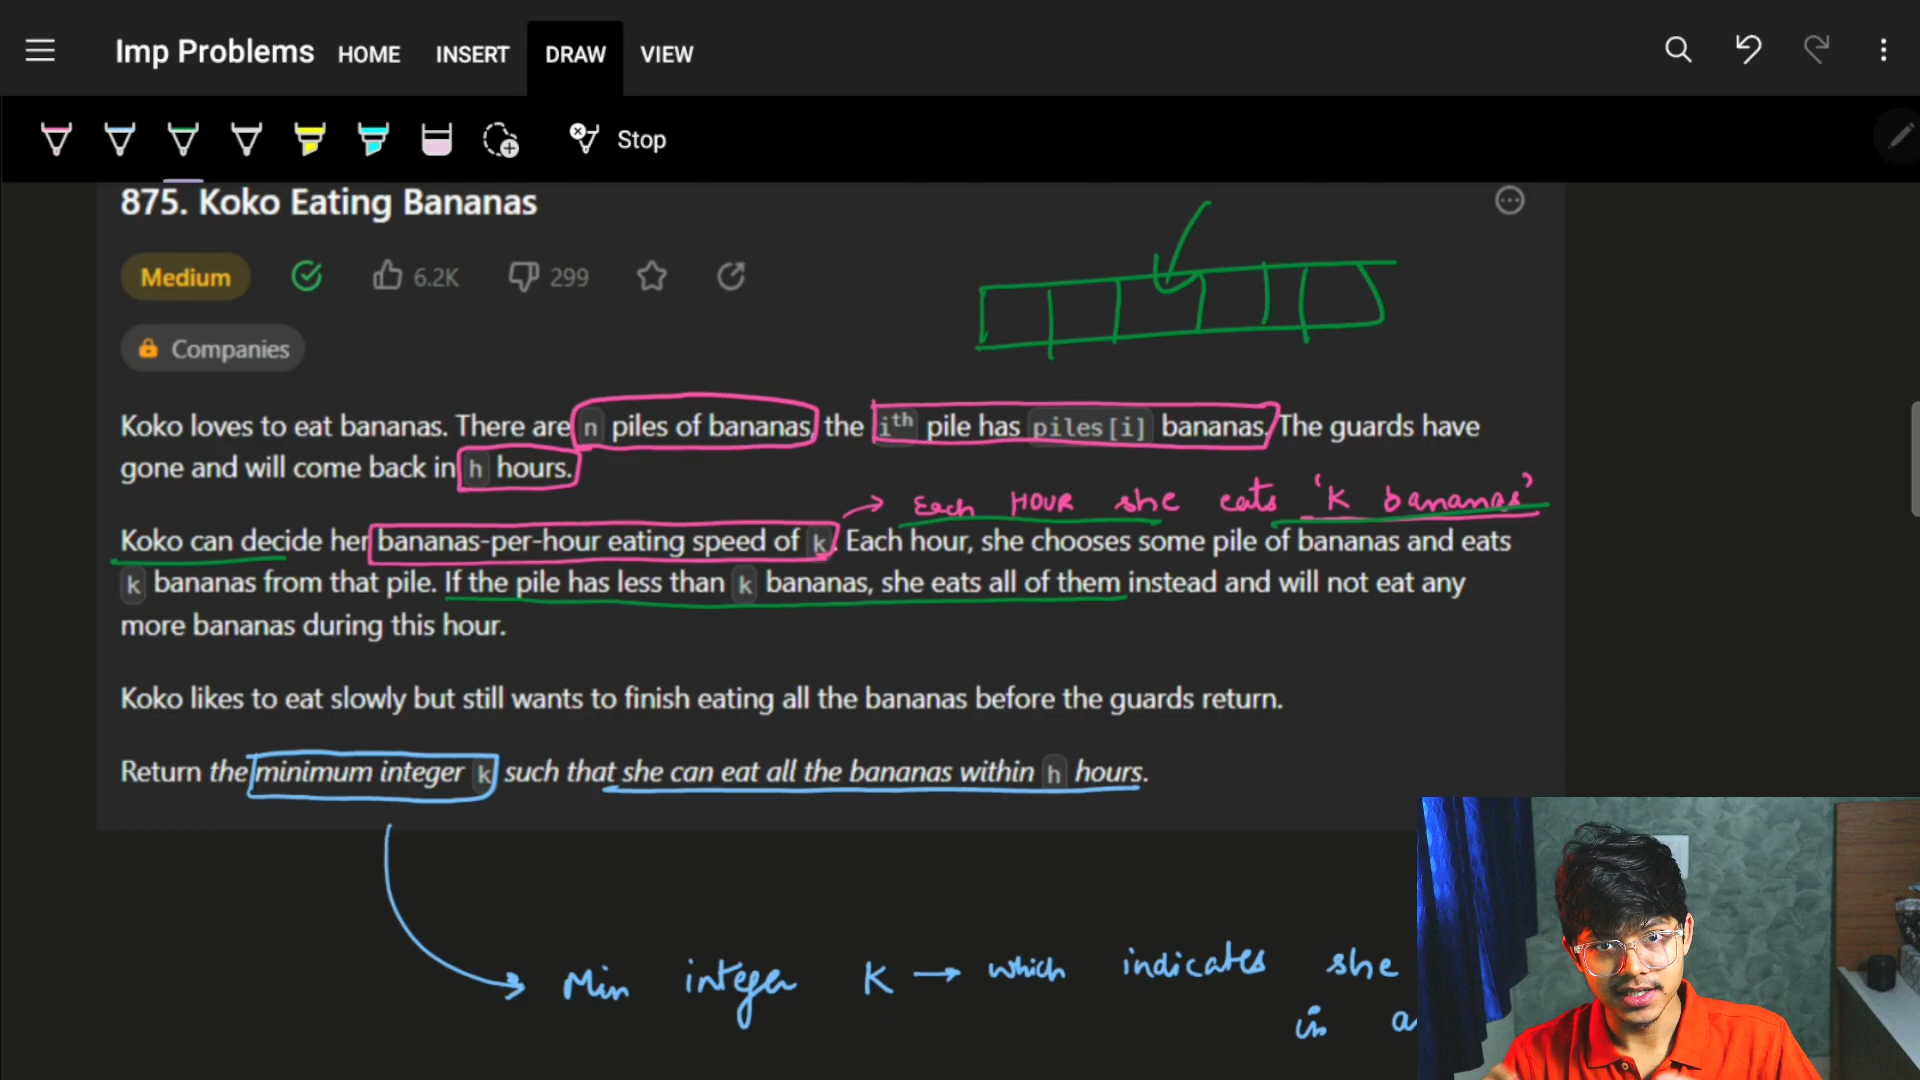 Imp Problems HOME INSERT DRAW VIEW
Stop
875. Koko Eating Bananas
Medium 6.2K 299
Companies
Koko loves to eat bananas. There are n piles of bananas, the ith pile has piles[i] bananas. The guards have
gone and will come back in h hours.
Each HOUR she eats 'K bananas'
Koko can decide her bananas-per-hour eating speed of k. Each hour, she chooses some pile of bananas and eats
k bananas from that pile. If the pile has less than k bananas, she eats all of them instead and will not eat any
more bananas during this hour.
Koko likes to eat slowly but still wants to finish eating all the bananas before the guards return.
Return the minimum integer k such that she can eat all the bananas within h hours.
Min integer K → which indicates she
in